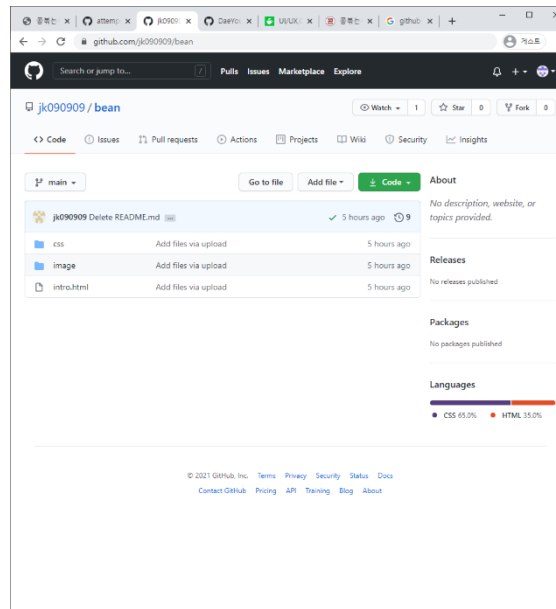 attemp
jk0909
DaeYou
UI/UX /
github
github.com/jk090909/bean
게스트
Search or jump to... /
Pulls Issues Marketplace Explore
jk090909 / bean
Watch 1 Star 0 Fork 0
<> Code Issues Pull requests Actions Projects Wiki Security Insights
main
Go to file Add file Code
About
No description, website, or
topics provided.
jk090909 Delete README.md ... 5 hours ago 9
css Add files via upload 5 hours ago
image Add files via upload 5 hours ago
intro.html Add files via upload 5 hours ago
Releases
No releases published
Packages
No packages published
Languages
CSS 65.0% HTML 35.0%
© 2021 GitHub, Inc. Terms Privacy Security Status Docs
Contact GitHub Pricing API Training Blog About